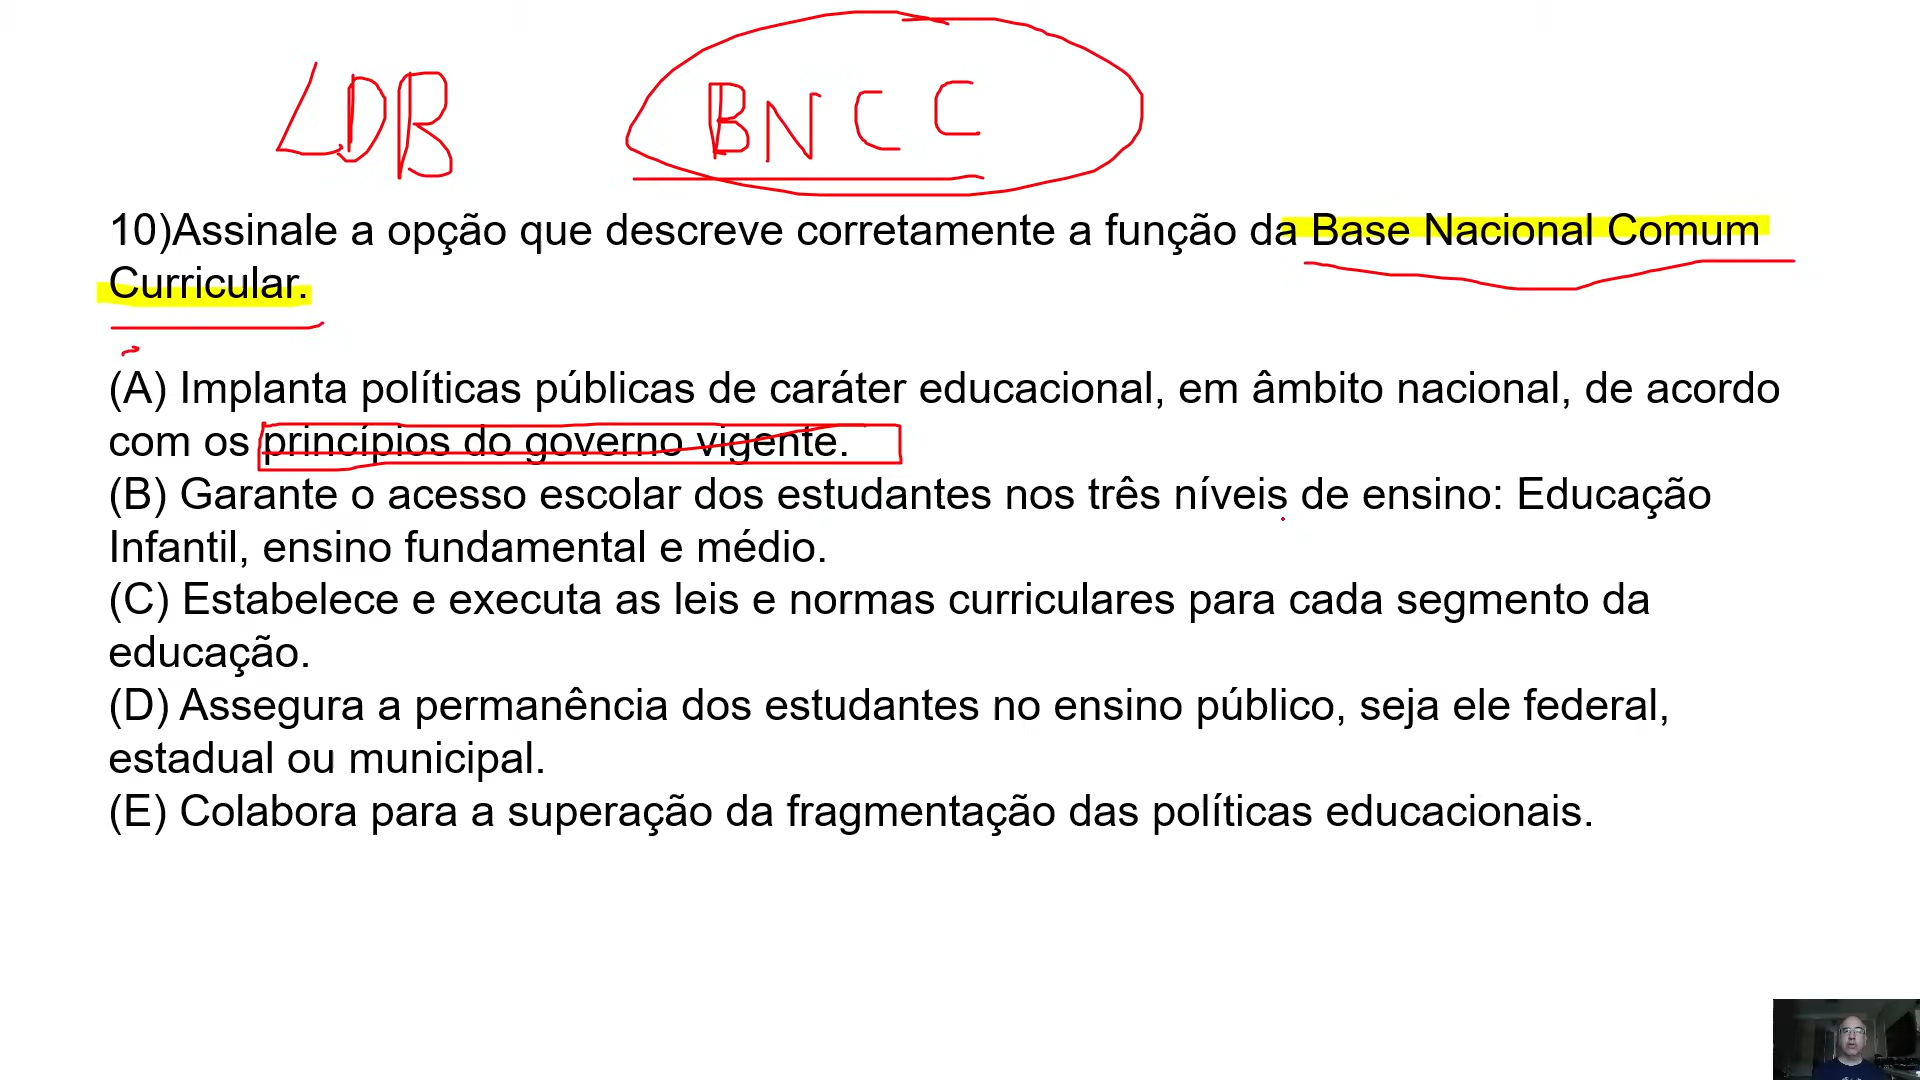 LDB BNCC
10)Assinale a opção que descreve corretamente a função da Base Nacional Comum
Curricular.
(A) Implanta políticas públicas de caráter educacional, em âmbito nacional, de acordo
com os princípios do governo vigente.
(B) Garante o acesso escolar dos estudantes nos três níveis de ensino: Educação
Infantil, ensino fundamental e médio.
(C) Estabelece e executa as leis e normas curriculares para cada segmento da
educação.
(D) Assegura a permanência dos estudantes no ensino público, seja ele federal,
estadual ou municipal.
(E) Colabora para a superação da fragmentação das políticas educacionais.